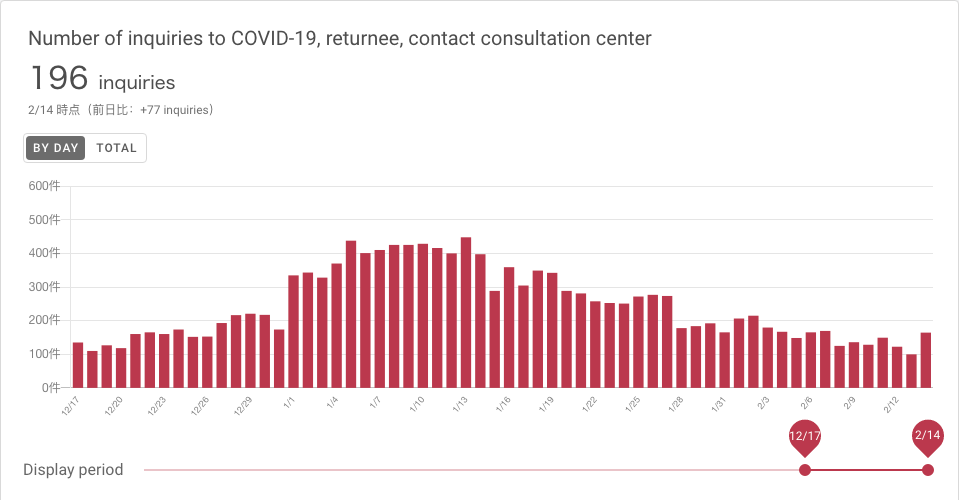 Number of inquiries to COVID-19, returnee, contact consultation center
196 inquiries
2/14 時点（前日比：+77 inquiries）
BY DAY TOTAL
600件
500件
400件
300件
200件
100件
0件
12/17 12/20 12/23 12/26 12/29 1/1 1/4 1/7 1/10 1/13 1/16 1/19 1/22 1/25 1/28 1/31 2/3 2/6 2/9 2/12
12/17 2/14
Display period